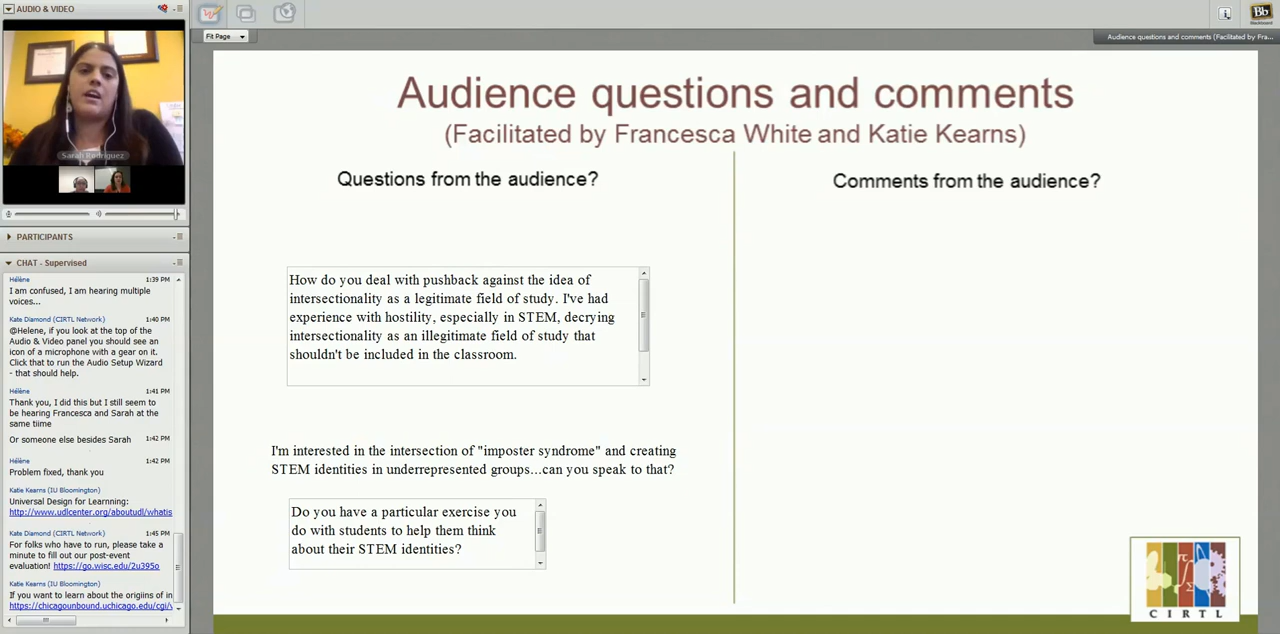 AUDIO & VIDEO
Sarah Rodriguez
PARTICIPANTS
CHAT - Supervised
Hélène 1:39 PM
I am confused, I am hearing multiple
voices...
Kate Diamond (CIRTL Network) 1:40 PM
@Helene, if you look at the top of the
Audio & Video panel you should see an
icon of a microphone with a gear on it.
Click that to run the Audio Setup Wizard
- that should help.
Hélène 1:41 PM
Thank you, I did this but I still seem to
be hearing Francesca and Sarah at the
same tiime
Or someone else besides Sarah 1:42 PM
Hélène 1:42 PM
Problem fixed, thank you
Katie Kearns (IU Bloomington)
Universal Design for Learnning:
http://www.udlcenter.org/aboutudl/whatis
Kate Diamond (CIRTL Network) 1:45 PM
For folks who have to run, please take a
minute to fill out our post-event
evaluation! https://go.wisc.edu/2u395o
Katie Kearns (IU Bloomington)
If you want to learn about the origiins of in
https://chicagounbound.uchicago.edu/cgi/v
Fit Page
Bb
Blackboard
Audience questions and comments (Facilitated by Fra...
Audience questions and comments
(Facilitated by Francesca White and Katie Kearns)
Questions from the audience?
How do you deal with pushback against the idea of
intersectionality as a legitimate field of study. I've had
experience with hostility, especially in STEM, decrying
intersectionality as an illegitimate field of study that
shouldn't be included in the classroom.
I'm interested in the intersection of "imposter syndrome" and creating
STEM identities in underrepresented groups...can you speak to that?
Do you have a particular exercise you
do with students to help them think
about their STEM identities?
Comments from the audience?
CIRTL